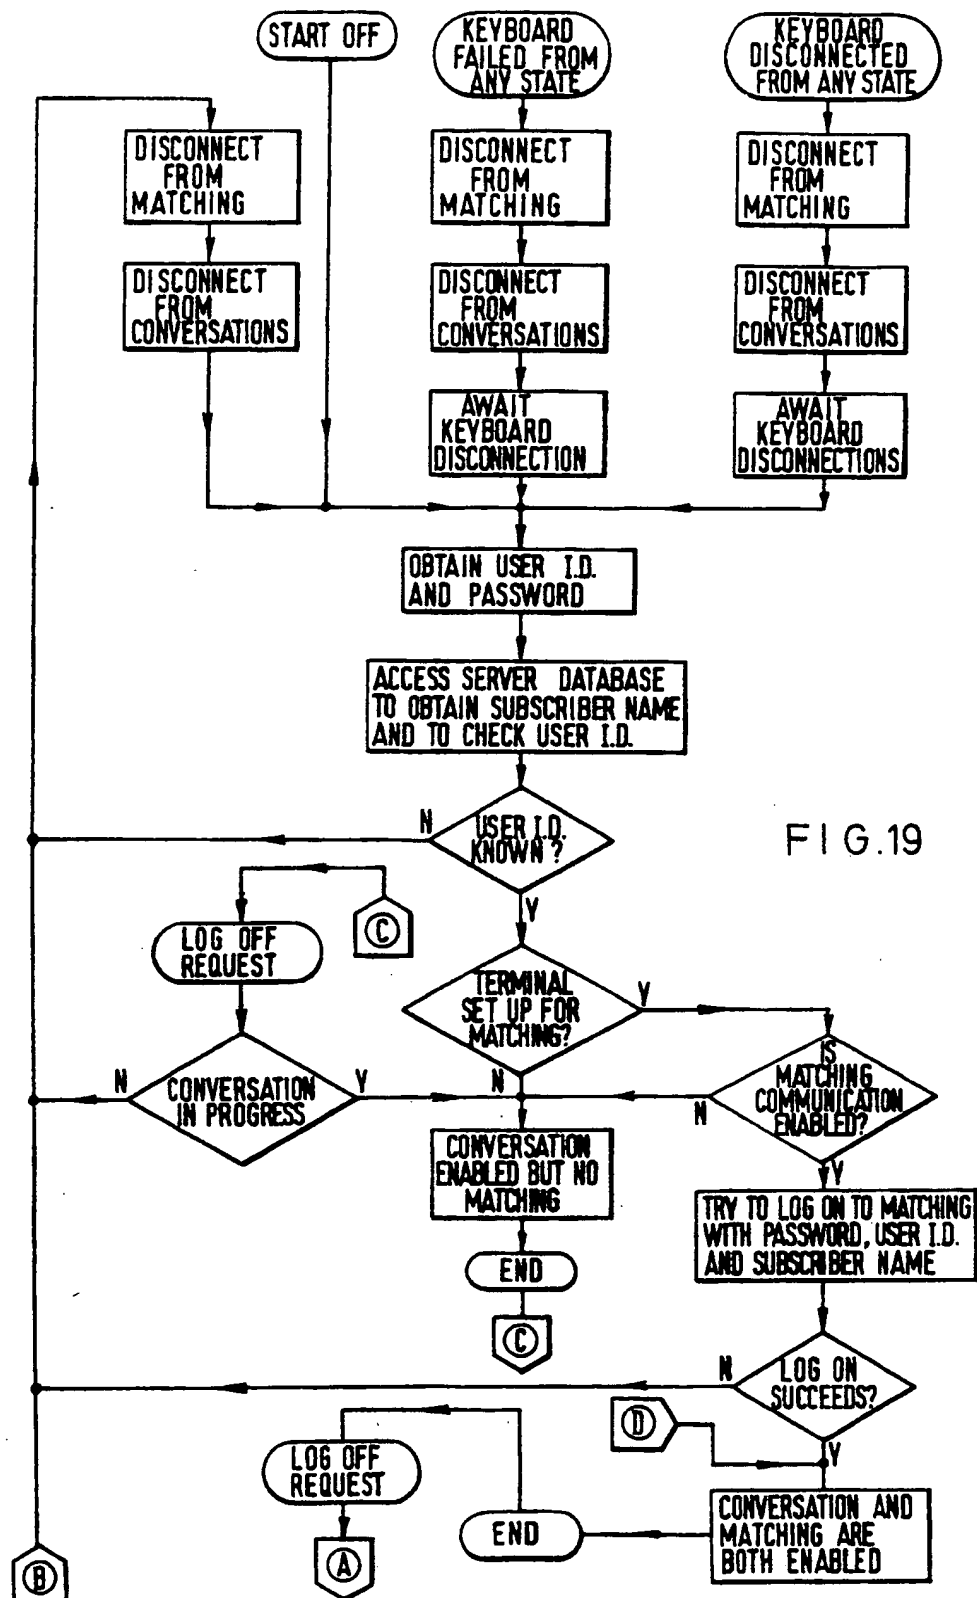 START OFF
KEYBOARD
FAILED FROM
ANY STATE
KEYBOARD
DISCONNECTED
FROM ANY STATE
DISCONNECT
FROM
MATCHING
DISCONNECT
FROM
MATCHING
DISCONNECT
FROM
MATCHING
DISCONNECT
FROM
CONVERSATIONS
DISCONNECT
FROM
CONVERSATIONS
DISCONNECT
FROM
CONVERSATIONS
AWAIT
KEYBOARD
DISCONNECTION
AWAIT
KEYBOARD
DISCONNECTIONS
OBTAIN USER I.D.
AND PASSWORD
ACCESS SERVER DATABASE
TO OBTAIN SUBSCRIBER NAME
AND TO CHECK USER I.D.
N
USER I.D.
KNOWN?
Y
FIG.19
C
LOG OFF
REQUEST
TERMINAL
SET UP FOR
MATCHING?
Y
N
N
CONVERSATION
IN PROGRESS
Y
IS
MATCHING
COMMUNICATION
ENABLED?
N
Y
CONVERSATION
ENABLED BUT NO
MATCHING
TRY TO LOG ON TO MATCHING
WITH PASSWORD, USER I.D.
AND SUBSCRIBER NAME
END
C
N
LOG ON
SUCCEEDS?
Y
D
LOG OFF
REQUEST
END
CONVERSATION AND
MATCHING ARE
BOTH ENABLED
B
A